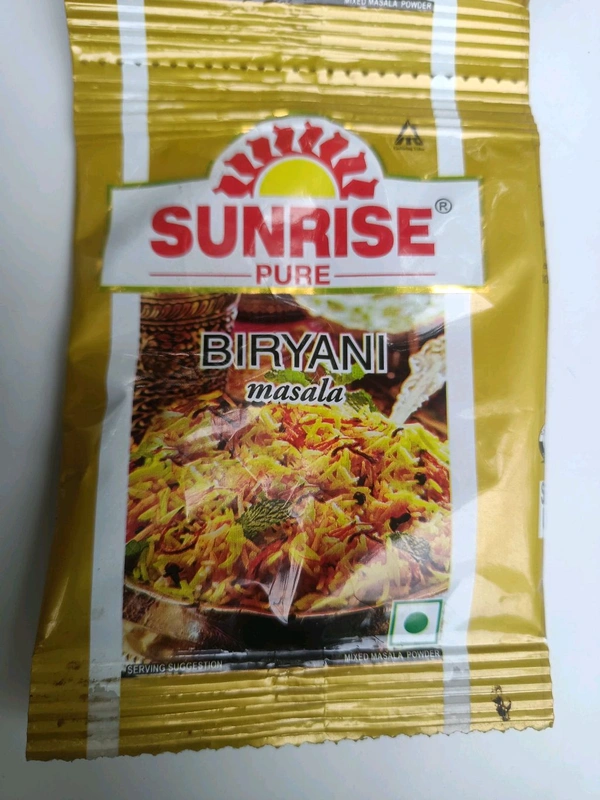 MIXED MASALA POWDER
SUNRISE®
PURE
BIRYANI
masala
SERVING SUGGESTION
MIXED MASALA POWDER